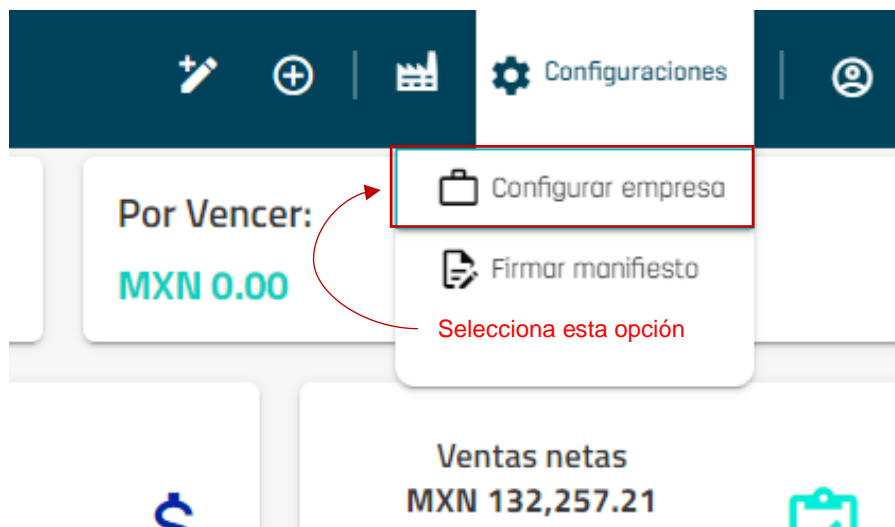 Configuraciones
Configurar empresa
Por Vencer:
MXN 0.00
Firmar manifiesto
Selecciona esta opción
Ventas netas
MXN 132,257.21